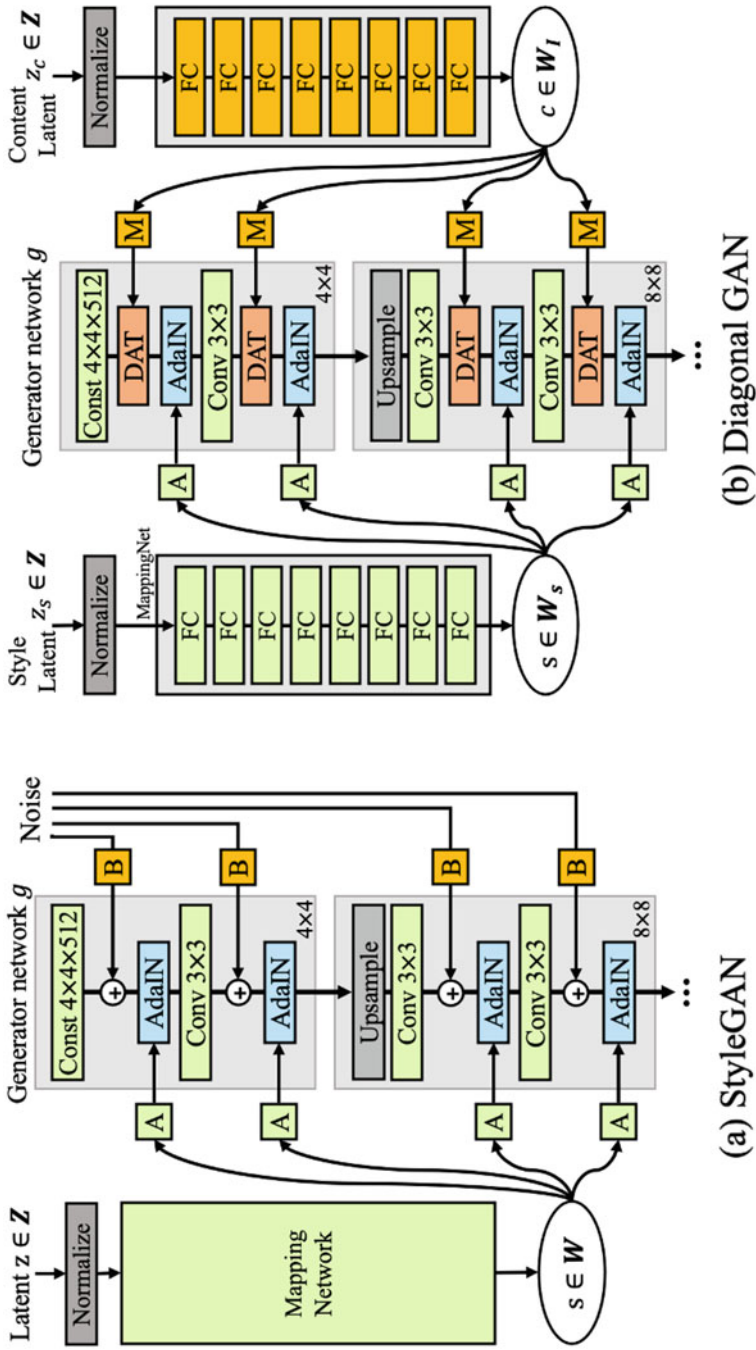 Latent z ∈ Z
Normalize
Mapping
Network
s ∈ W
Generator network g
Noise
Const 4×4×512
B
+
A
AdaIN
Conv 3×3
B
+
A
AdaIN
4×4
Upsample
Conv 3×3
B
+
A
AdaIN
Conv 3×3
B
+
A
AdaIN
8×8
...
(a) StyleGAN
Style
Latent z_s ∈ Z
Normalize
MappingNet
FC
FC
FC
FC
FC
FC
FC
FC
s ∈ W_s
Generator network g
Const 4×4×512
DAT
M
A
AdaIN
Conv 3×3
DAT
M
A
AdaIN
4×4
Upsample
Conv 3×3
DAT
M
A
AdaIN
Conv 3×3
DAT
M
A
AdaIN
8×8
...
Content
Latent z_c ∈ Z
Normalize
FC
FC
FC
FC
FC
FC
FC
FC
c ∈ W_I
(b) Diagonal GAN